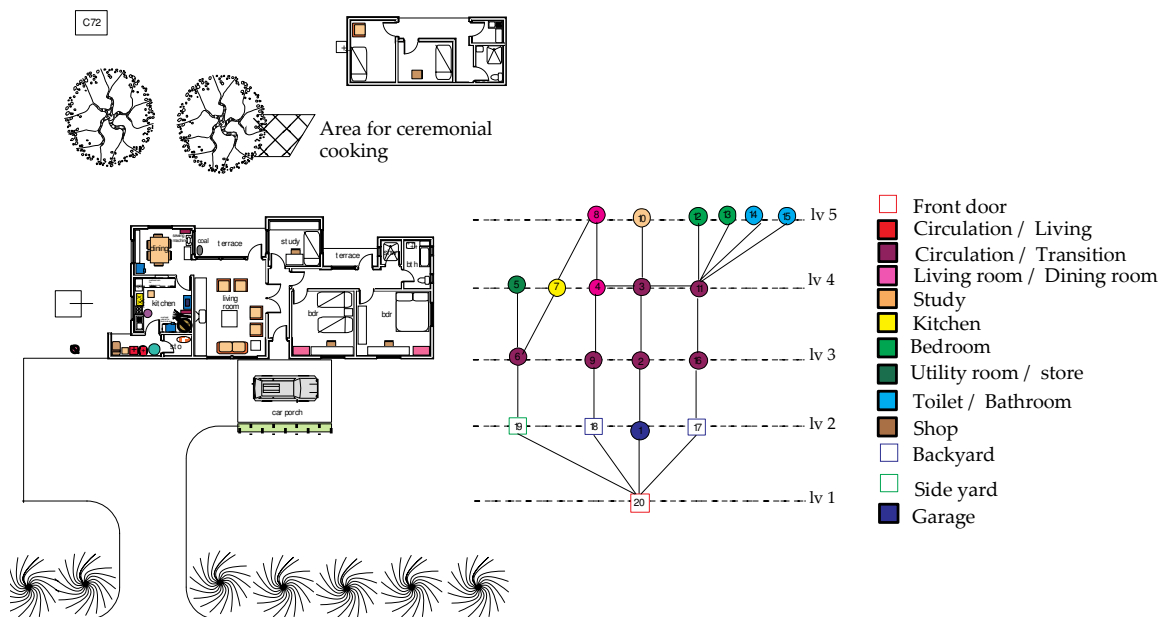 C72
Area for ceremonial
cooking
dining
coal
terrace
study
terrace
bth
kitchen
living
room
bdr
bdr
sto
car porch
8
10
12
13
14
15
lv 5
5
7
4
3
11
lv 4
6
9
2
16
lv 3
19
18
1
17
lv 2
20
lv 1
Front door
Circulation / Living
Circulation / Transition
Living room / Dining room
Study
Kitchen
Bedroom
Utility room / store
Toilet / Bathroom
Shop
Backyard
Side yard
Garage